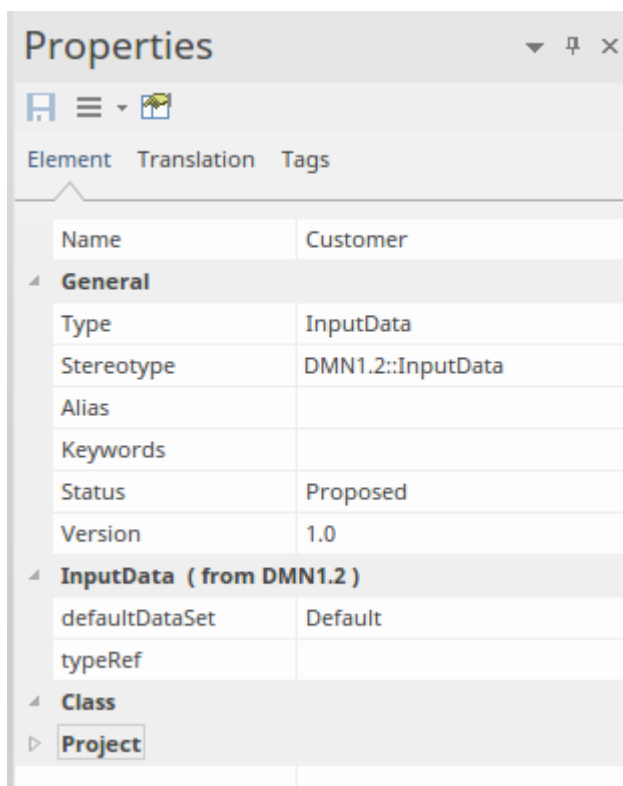 Properties
Element Translation Tags
Name Customer
General
Type InputData
Stereotype DMN1.2::InputData
Alias
Keywords
Status Proposed
Version 1.0
InputData ( from DMN1.2 )
defaultDataSet Default
typeRef
Class
Project